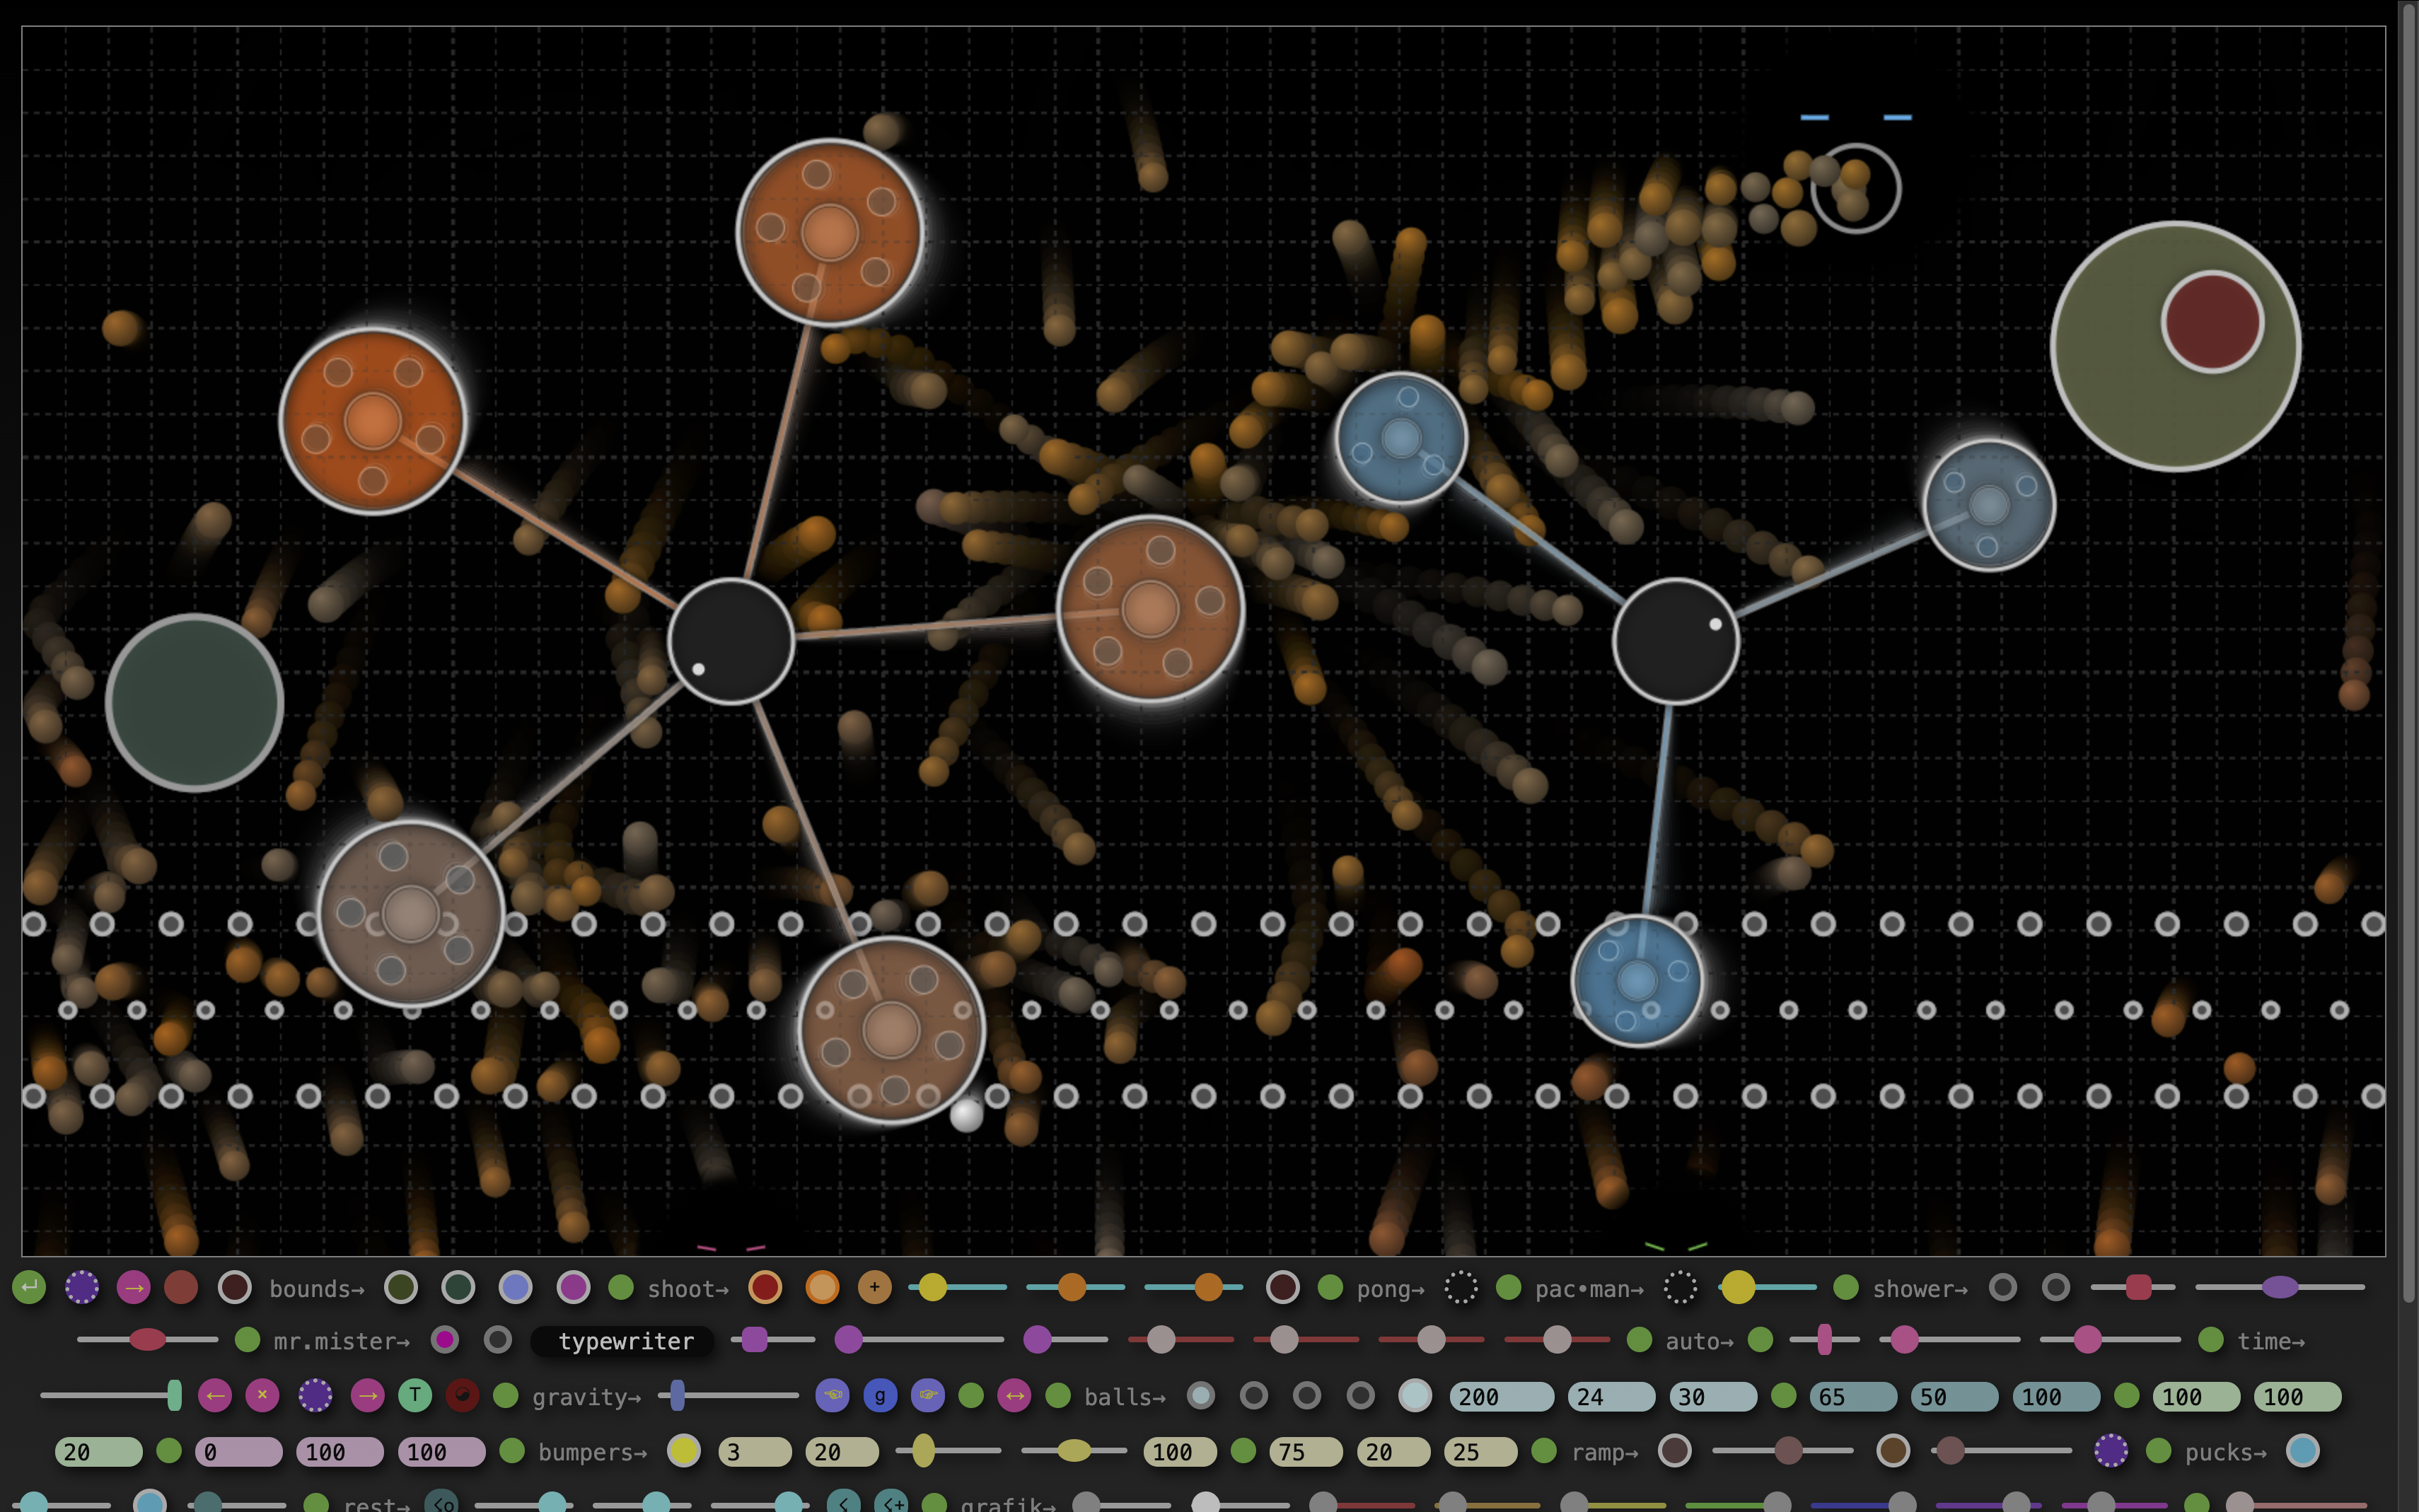 ↵ → bounds→ shoot→ + pong→ pac•man→ shower→
mr.mister→ typewriter auto→ time→
← × → T gravity→ g ↔ balls→ 200 24 30 65 50 100 100 100
20 0 100 100 bumpers→ 3 20 100 75 20 25 ramp→ pucks→
rest→ <o < <+ grafik→